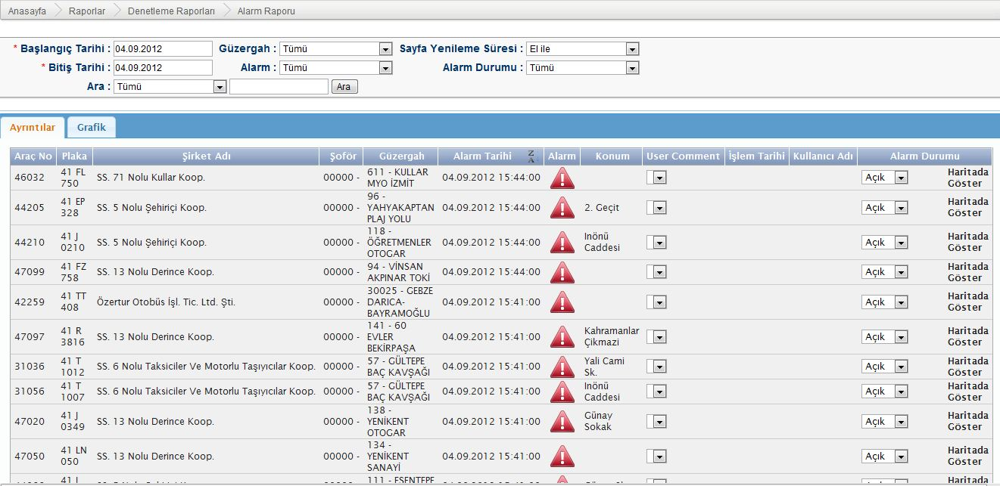 Anasayfa Raporlar Denetleme Raporları Alarm Raporu
* Başlangıç Tarihi : 04.09.2012 Güzergah : Tümü Sayfa Yenileme Süresi : El ile
* Bitiş Tarihi : 04.09.2012 Alarm : Tümü Alarm Durumu : Tümü
Ara : Tümü Ara
Ayrıntılar Grafik
Araç No Plaka Şirket Adı Şoför Güzergah Alarm Tarihi Z A Alarm Konum User Comment İşlem Tarihi Kullanıcı Adı Alarm Durumu
46032 41 FL 750 SS. 71 Nolu Kullar Koop. 00000 - 611 - KULLAR MYO İZMİT 04.09.2012 15:44:00 Açık Haritada Göster
44205 41 EP 328 SS. 5 Nolu Şehiriçi Koop. 00000 - 96 - YAHYAKAPTAN PLAJ YOLU 04.09.2012 15:44:00 2. Geçit Açık Haritada Göster
44210 41 J 0210 SS. 5 Nolu Şehiriçi Koop. 00000 - 118 - ÖĞRETMENLER OTOGAR 04.09.2012 15:44:00 Inönü Caddesi Açık Haritada Göster
47099 41 FZ 758 SS. 13 Nolu Derince Koop. 00000 - 94 - VİNSAN AKPINAR TOKİ 04.09.2012 15:44:00 Açık Haritada Göster
42259 41 TT 408 Özertur Otobüs İşl. Tic. Ltd. Şti. 00000 - 30025 - GEBZE DARICA- BAYRAMOĞLU 04.09.2012 15:41:00 Açık Haritada Göster
47097 41 R 3816 SS. 13 Nolu Derince Koop. 00000 - 141 - 60 EVLER BEKİRPAŞA 04.09.2012 15:41:00 Kahramanlar Çikmazi Açık Haritada Göster
31036 41 T 1012 SS. 6 Nolu Taksiciler Ve Motorlu Taşıyıcılar Koop. 00000 - 57 - GÜLTEPE BAÇ KAVŞAĞI 04.09.2012 15:41:00 Yali Cami Sk. Açık Haritada Göster
31056 41 T 1007 SS. 6 Nolu Taksiciler Ve Motorlu Taşıyıcılar Koop. 00000 - 57 - GÜLTEPE BAÇ KAVŞAĞI 04.09.2012 15:41:00 Inönü Caddesi Açık Haritada Göster
47020 41 J 0349 SS. 13 Nolu Derince Koop. 00000 - 138 - YENİKENT OTOGAR 04.09.2012 15:41:00 Günay Sokak Açık Haritada Göster
47050 41 LN 050 SS. 13 Nolu Derince Koop. 00000 - 134 - YENİKENT SANAYİ 04.09.2012 15:41:00 Açık Haritada Göster
41 J 111 - ESENTEPE Haritada